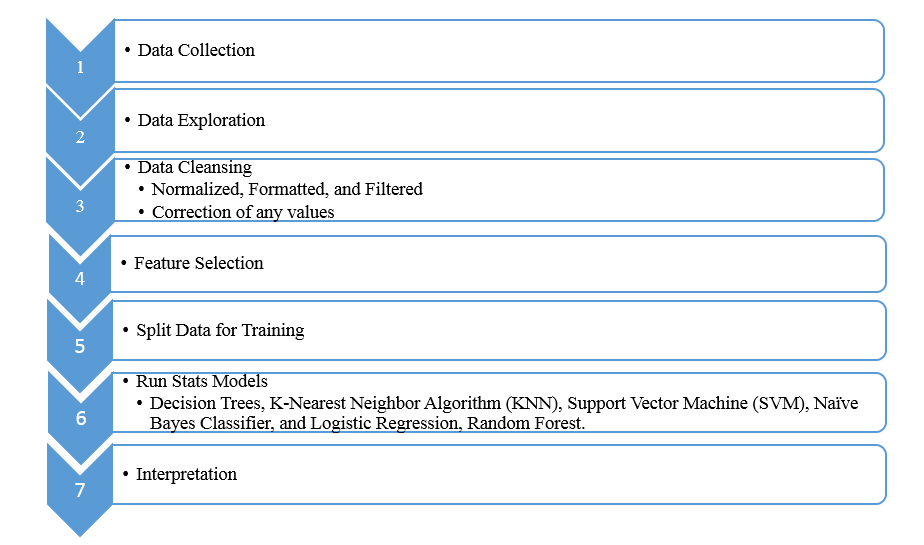 1
• Data Collection
2
• Data Exploration
3
• Data Cleansing
• Normalized, Formatted, and Filtered
• Correction of any values
4
• Feature Selection
5
• Split Data for Training
6
• Run Stats Models
• Decision Trees, K-Nearest Neighbor Algorithm (KNN), Support Vector Machine (SVM), Naïve
Bayes Classifier, and Logistic Regression, Random Forest.
7
• Interpretation